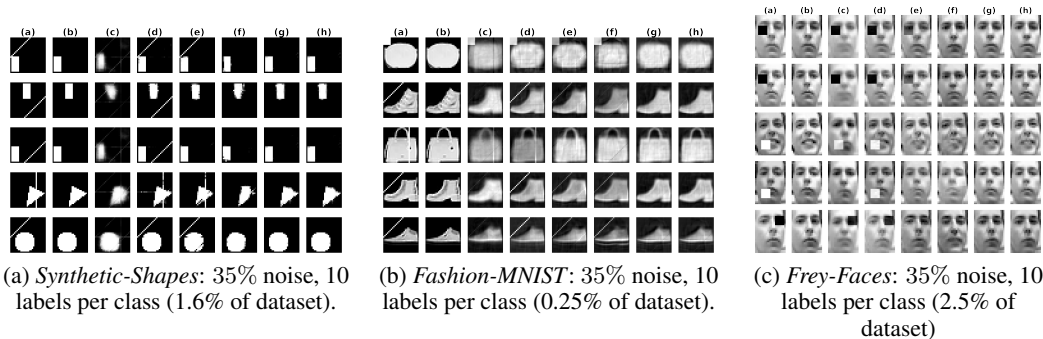 (a) (b) (c) (d) (e) (f) (g) (h)
(a) (b) (c) (d) (e) (f) (g) (h)
(a) (b) (c) (d) (e) (f) (g) (h)
(a) Synthetic-Shapes: 35% noise, 10
labels per class (1.6% of dataset).
(b) Fashion-MNIST: 35% noise, 10
labels per class (0.25% of dataset).
(c) Frey-Faces: 35% noise, 10
labels per class (2.5% of
dataset)